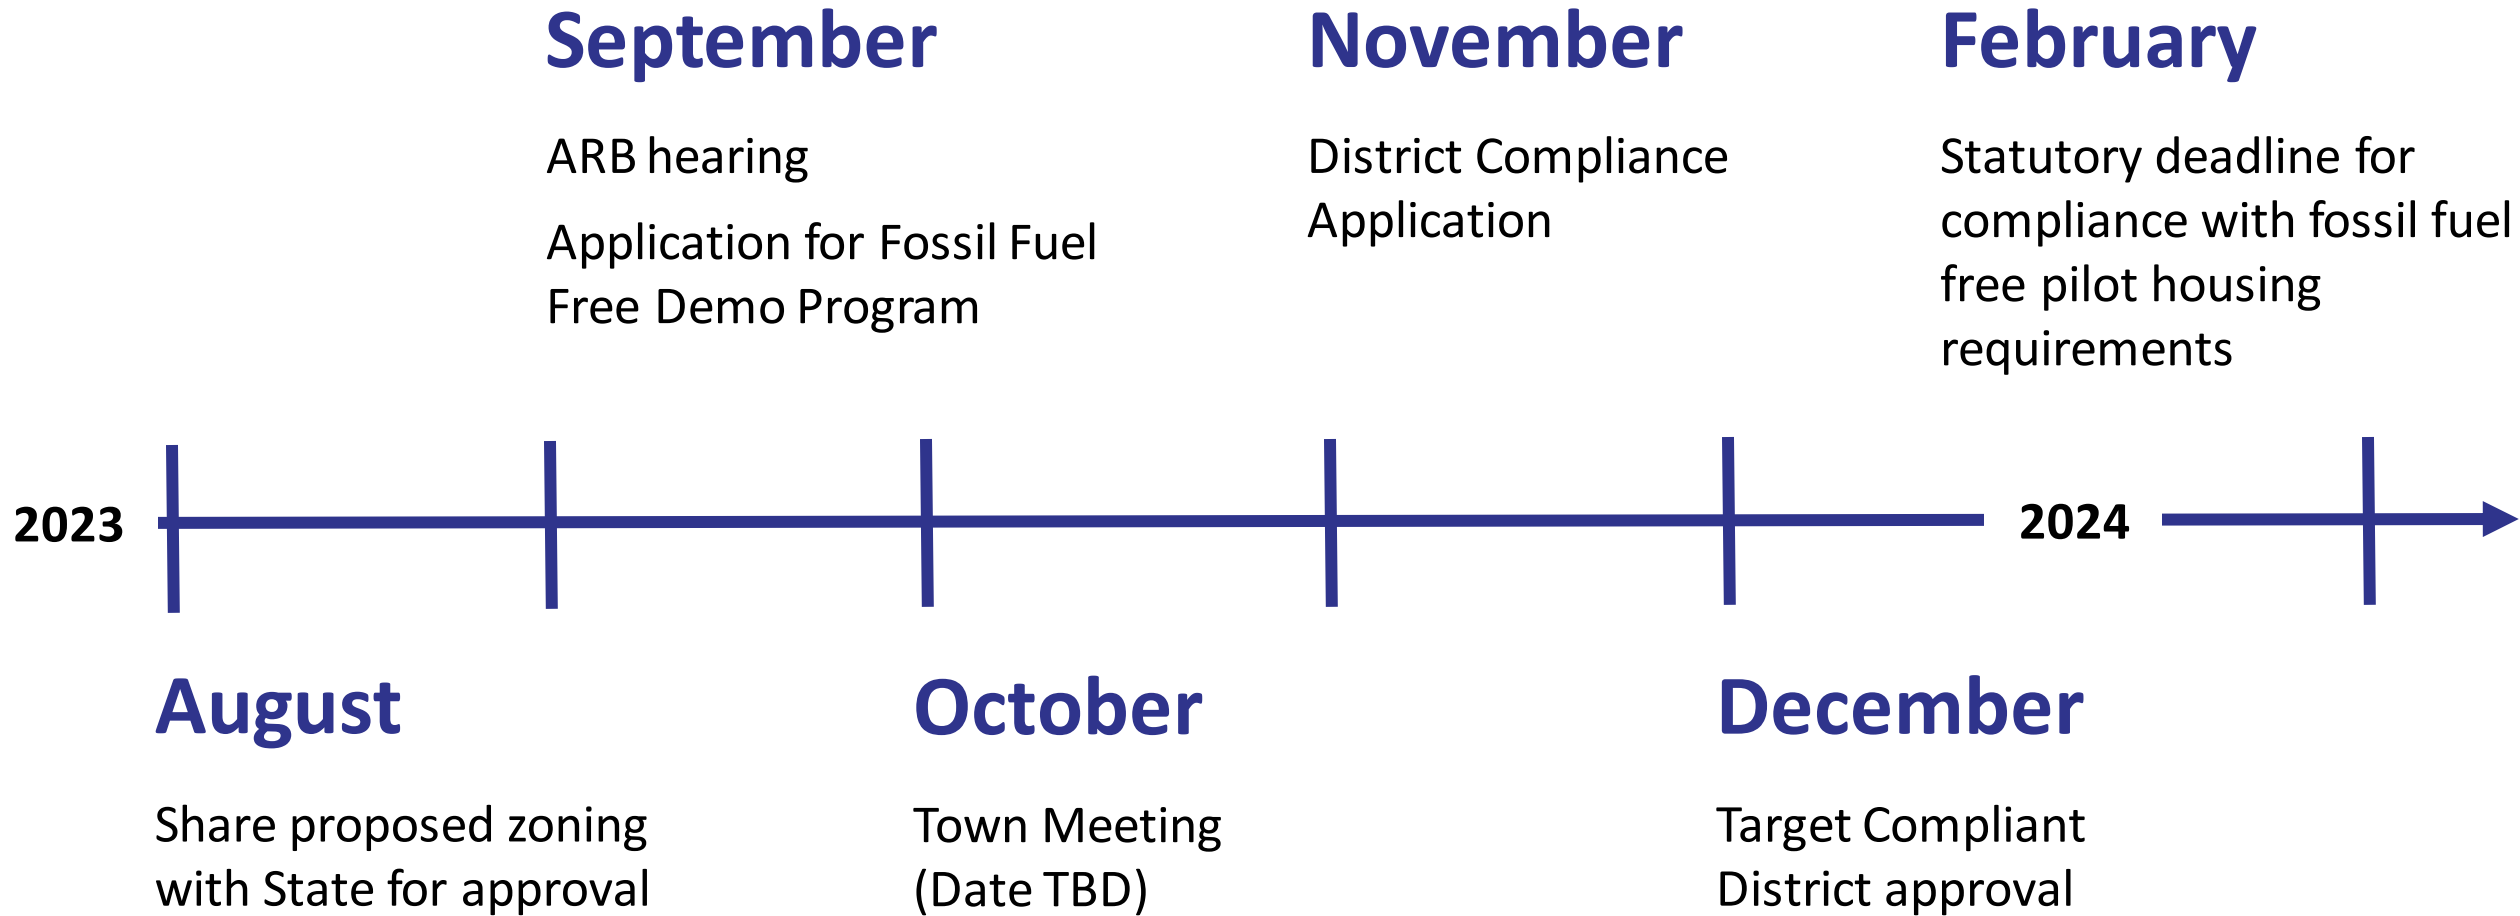 September
ARB hearing
Application for Fossil Fuel
Free Demo Program
November
District Compliance
Application
February
Statutory deadline for
compliance with fossil fuel
free pilot housing
requirements
2023
2024
August
Share proposed zoning
with State for approval
October
Town Meeting
(Date TBD)
December
Target Compliant
District approval